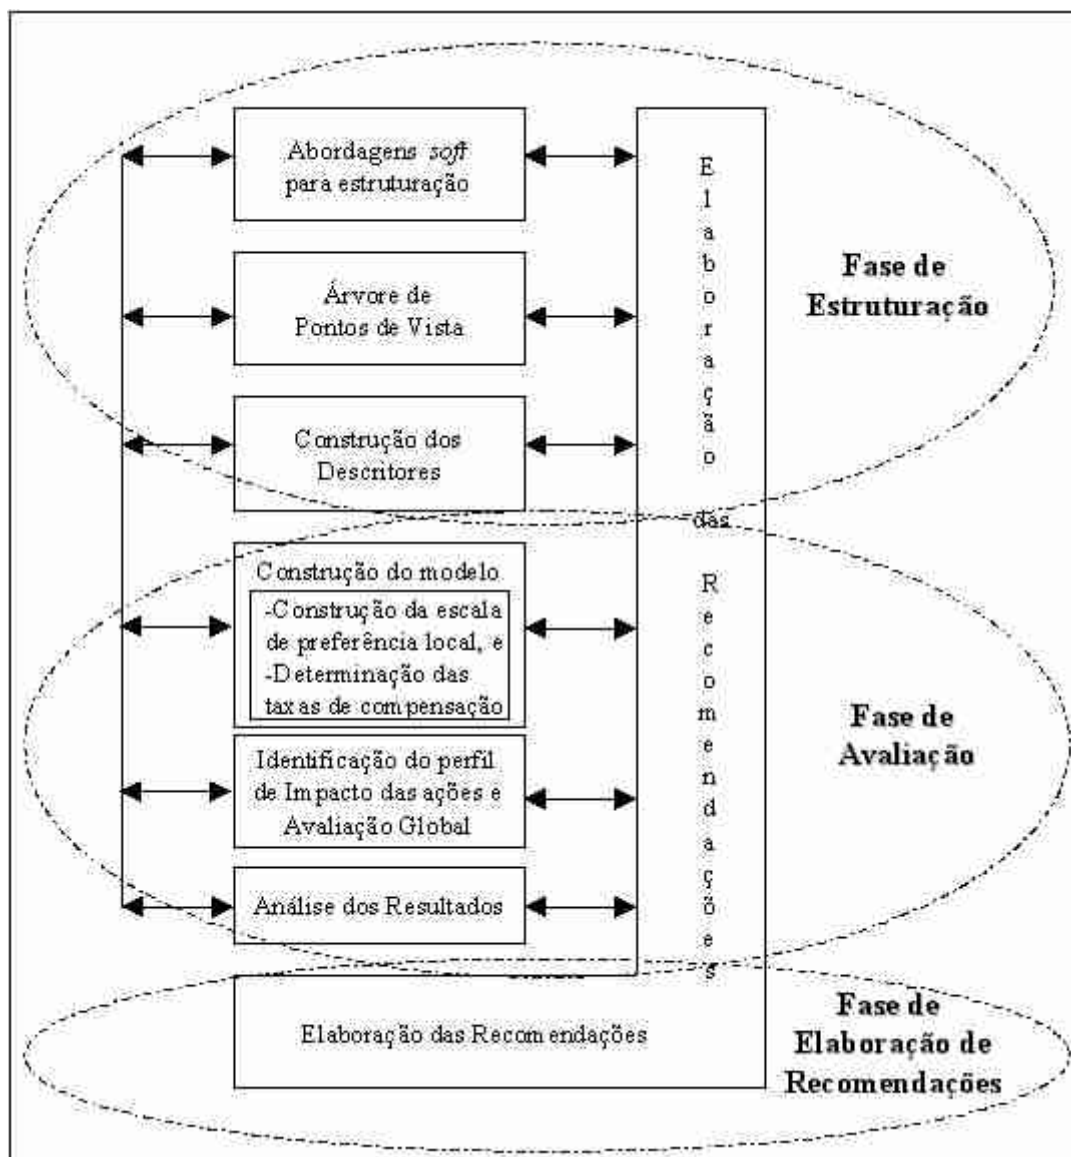 Abordagens soft
para estruturação
Árvore de
Pontos de Vista
Construção dos
Descritores
Construção do modelo
-Construção da escala
de preferência local, e
-Determinação das
taxas de compensação
Identificação do perfil
de Impacto das ações e
Avaliação Global
Análise dos Resultados
Elaboração das Recomendações
Elaboração
das
Recomendações
Fase de
Estruturação
Fase de
Avaliação
Fase de
Elaboração de
Recomendações